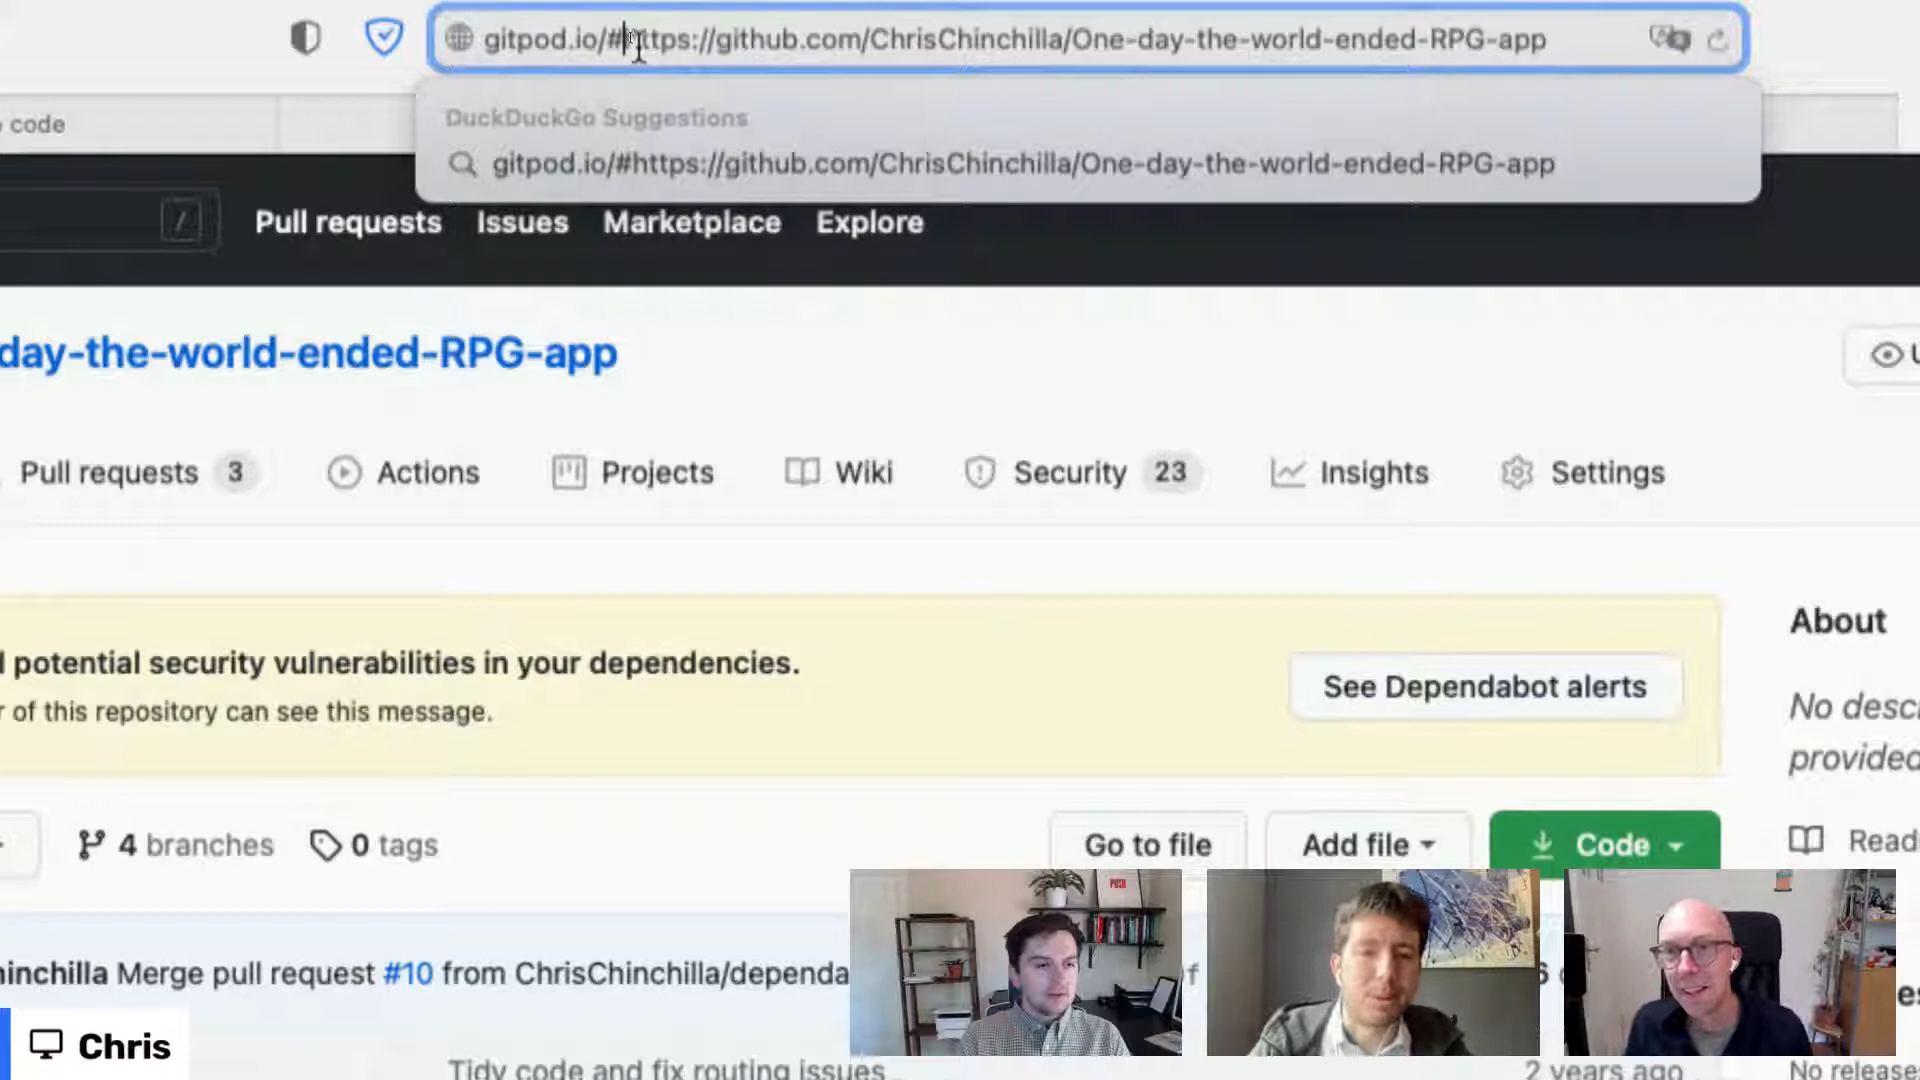 gitpod.io/#https://github.com/ChrisChinchilla/One-day-the-world-ended-RPG-app
code
DuckDuckGo Suggestions
gitpod.io/#https://github.com/ChrisChinchilla/One-day-the-world-ended-RPG-app
/
Pull requests
Issues
Marketplace
Explore
day-the-world-ended-RPG-app
U
Pull requests 3
Actions
Projects
Wiki
Security 23
Insights
Settings
potential security vulnerabilities in your dependencies.
r of this repository can see this message.
See Dependabot alerts
About
No desc
provided
4 branches
0 tags
Go to file
Add file
Code
Read
hinchilla Merge pull request #10 from ChrisChinchilla/dependa
Chris
Tidy code and fix routing issues
2 years ago
No release